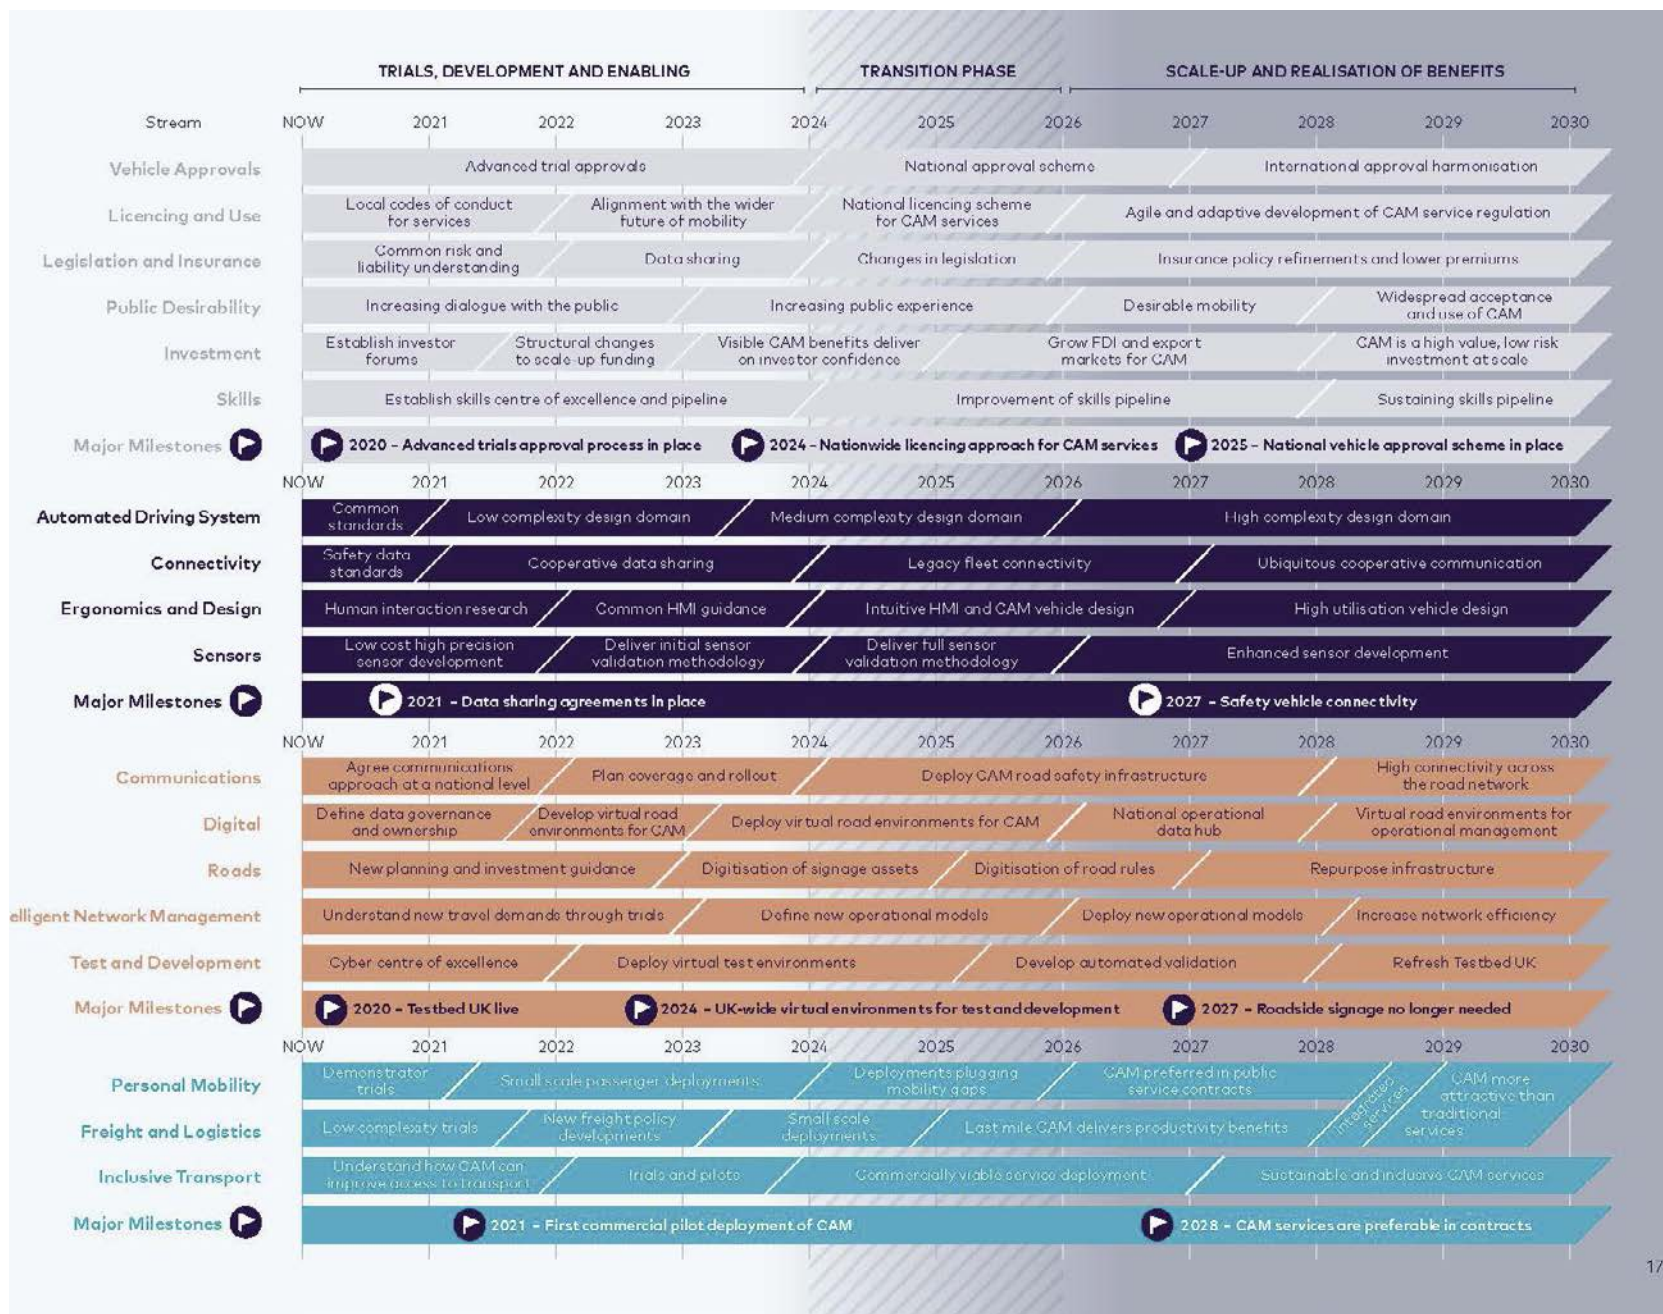 TRIALS, DEVELOPMENT AND ENABLING
TRANSITION PHASE
SCALE-UP AND REALISATION OF BENEFITS
Stream NOW 2021 2022 2023 2024 2025 2026 2027 2028 2029 2030
Vehicle Approvals
Advanced trial approvals
National approval scheme
International approval harmonisation
Licencing and Use
Local codes of conduct
for services
Alignment with the wider
future of mobility
National licencing scheme
for CAM services
Agile and adaptive development of CAM service regulation
Legislation and Insurance
Common risk and
liability understanding
Data sharing
Changes in legislation
Insurance policy refinements and lower premiums
Public Desirability
Increasing dialogue with the public
Increasing public experience
Desirable mobility
Widespread acceptance
and use of CAM
Investment
Establish investor
forums
Structural changes
to scale-up funding
Visible CAM benefits deliver
on investor confidence
Grow FDI and export
markets for CAM
CAM is a high value, low risk
investment at scale
Skills
Establish skills centre of excellence and pipeline
Improvement of skills pipeline
Sustaining skills pipeline
Major Milestones
2020 – Advanced trials approval process in place
2024 – Nationwide licencing approach for CAM services
2025 – National vehicle approval scheme in place
NOW 2021 2022 2023 2024 2025 2026 2027 2028 2029 2030
Automated Driving System
Common
standards
Low complexity design domain
Medium complexity design domain
High complexity design domain
Connectivity
Safety data
standards
Cooperative data sharing
Legacy fleet connectivity
Ubiquitous cooperative communication
Ergonomics and Design
Human interaction research
Common HMI guidance
Intuitive HMI and CAM vehicle design
High utilisation vehicle design
Sensors
Low cost high precision
sensor development
Deliver initial sensor
validation methodology
Deliver full sensor
validation methodology
Enhanced sensor development
Major Milestones
2021 – Data sharing agreements in place
2027 – Safety vehicle connectivity
NOW 2021 2022 2023 2024 2025 2026 2027 2028 2029 2030
Communications
Agree communications
approach at a national level
Plan coverage and rollout
Deploy CAM road safety infrastructure
High connectivity across
the road network
Digital
Define data governance
and ownership
Develop virtual road
environments for CAM
Deploy virtual road environments for CAM
National operational
data hub
Virtual road environments for
operational management
Roads
New planning and investment guidance
Digitisation of signage assets
Digitisation of road rules
Repurpose infrastructure
elligent Network Management
Understand new travel demands through trials
Define new operational models
Deploy new operational models
Increase network efficiency
Test and Development
Cyber centre of excellence
Deploy virtual test environments
Develop automated validation
Refresh Testbed UK
Major Milestones
2020 – Testbed UK live
2024 – UK-wide virtual environments for test and development
2027 – Roadside signage no longer needed
NOW 2021 2022 2023 2024 2025 2026 2027 2028 2029 2030
Personal Mobility
Demonstrator
trials
Small scale passenger deployments
Deployments plugging
mobility gaps
CAM preferred in public
service contracts
Integrated
services
CAM more
attractive than
traditional
services
Freight and Logistics
Low complexity trials
New freight policy
developments
Small scale
deployments
Last mile CAM delivers productivity benefits
Inclusive Transport
Understand how CAM can
improve access to transport
Trials and pilots
Commercially viable service deployment
Sustainable and inclusive CAM services
Major Milestones
2021 – First commercial pilot deployment of CAM
2028 – CAM services are preferable in contracts
17